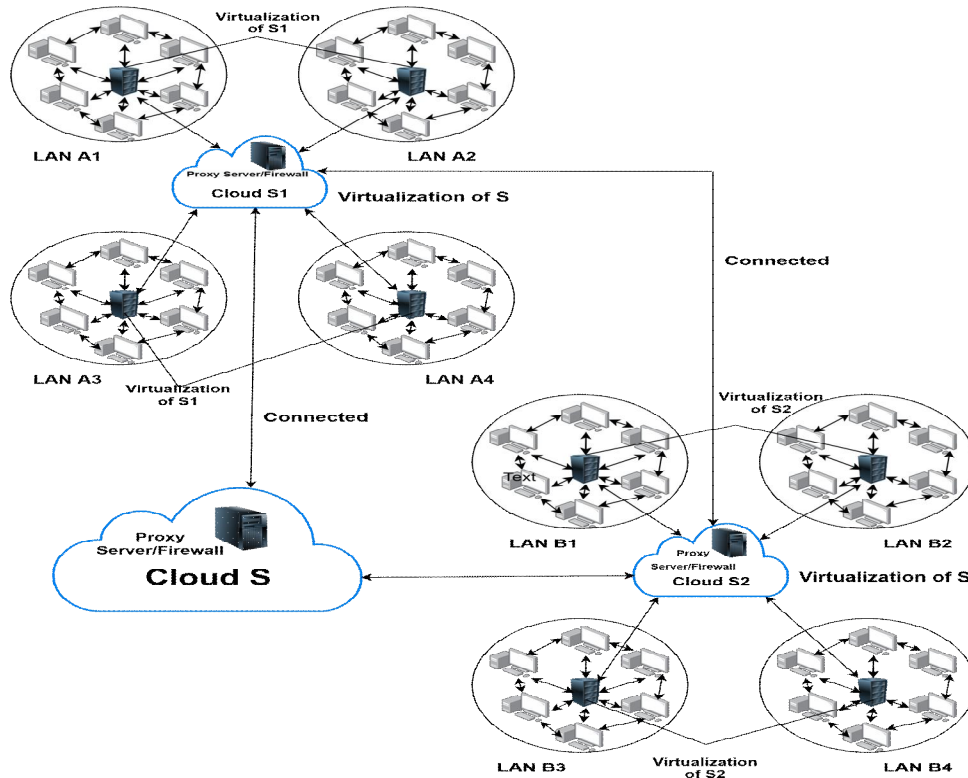 Virtualization
of S1
LAN A1
LAN A2
Proxy Server/Firewall
Cloud S1
Virtualization of S
Connected
LAN A3
LAN A4
Virtualization
of S1
Connected
Virtualization
of S2
Text
LAN B1
LAN B2
Proxy
Server/Firewall
Cloud S2
Virtualization of S
Proxy
Server/Firewall
Cloud S
LAN B3
LAN B4
Virtualization
of S2